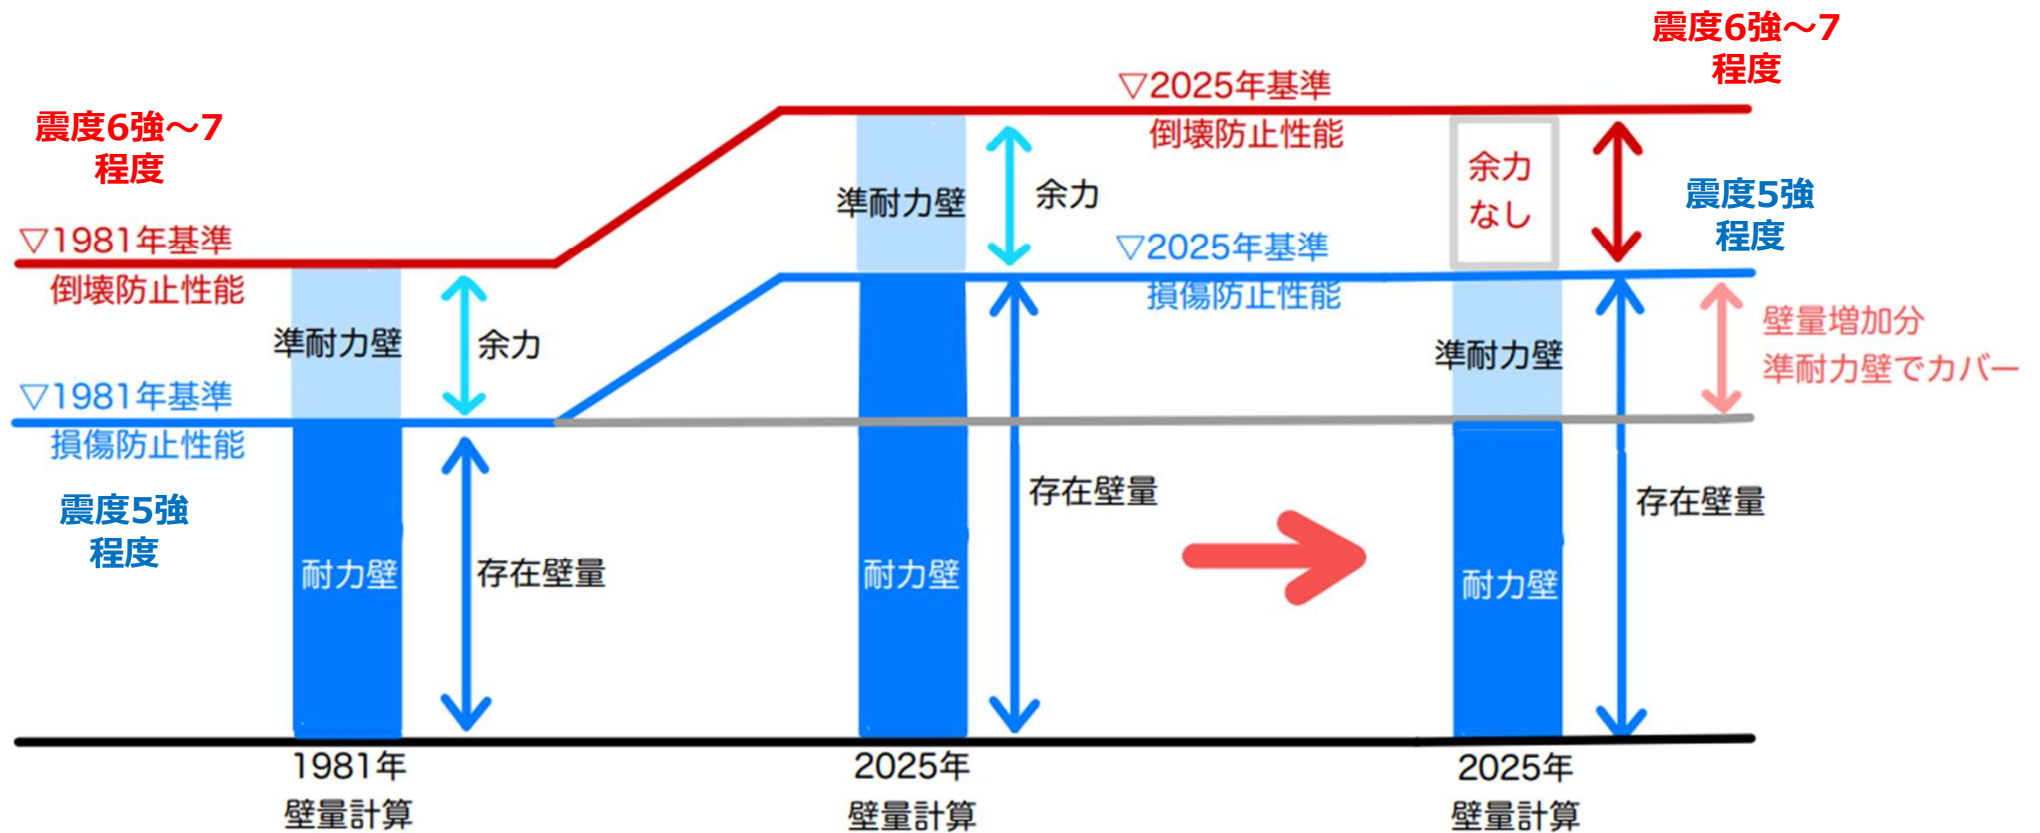 震度6強～7
程度
▽1981年基準
倒壊防止性能
準耐力壁
余力
▽1981年基準
損傷防止性能
震度5強
程度
耐力壁
存在壁量
1981年
壁量計算
▽2025年基準
倒壊防止性能
準耐力壁
余力
▽2025年基準
損傷防止性能
存在壁量
耐力壁
2025年
壁量計算
震度6強～7
程度
余力
なし
震度5強
程度
準耐力壁
壁量増加分
準耐力壁でカバー
存在壁量
耐力壁
2025年
壁量計算